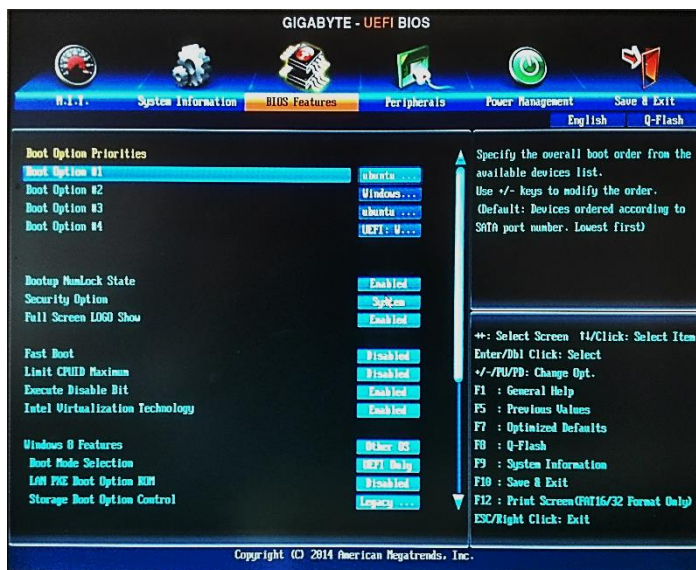 GIGABYTE - UEFI BIOS
M.I.T.
System Information
BIOS Features
Peripherals
Power Management
Save & Exit
English
Q-Flash
Boot Option Priorities
Boot Option #1 ubuntu ...
Boot Option #2 Windows...
Boot Option #3 ubuntu ...
Boot Option #4 UEFI: W...
Bootup NumLock State Enabled
Security Option System
Full Screen LOGO Show Enabled
Fast Boot Disabled
Limit CPUID Maximum Disabled
Execute Disable Bit Enabled
Intel Virtualization Technology Enabled
Windows 8 Features Other OS
Boot Mode Selection UEFI Only
LAN PXE Boot Option ROM Disabled
Storage Boot Option Control Legacy ...
Specify the overall boot order from the
available devices list.
Use +/- keys to modify the order.
(Default: Devices ordered according to
SATA port number. Lowest first)
↔: Select Screen ↑↓/Click: Select Item
Enter/Dbl Click: Select
+/-/PU/PD: Change Opt.
F1 : General Help
F5 : Previous Values
F7 : Optimized Defaults
F8 : Q-Flash
F9 : System Information
F10 : Save & Exit
F12 : Print Screen(FAT16/32 Format Only)
ESC/Right Click: Exit
Copyright (C) 2014 American Megatrends, Inc.